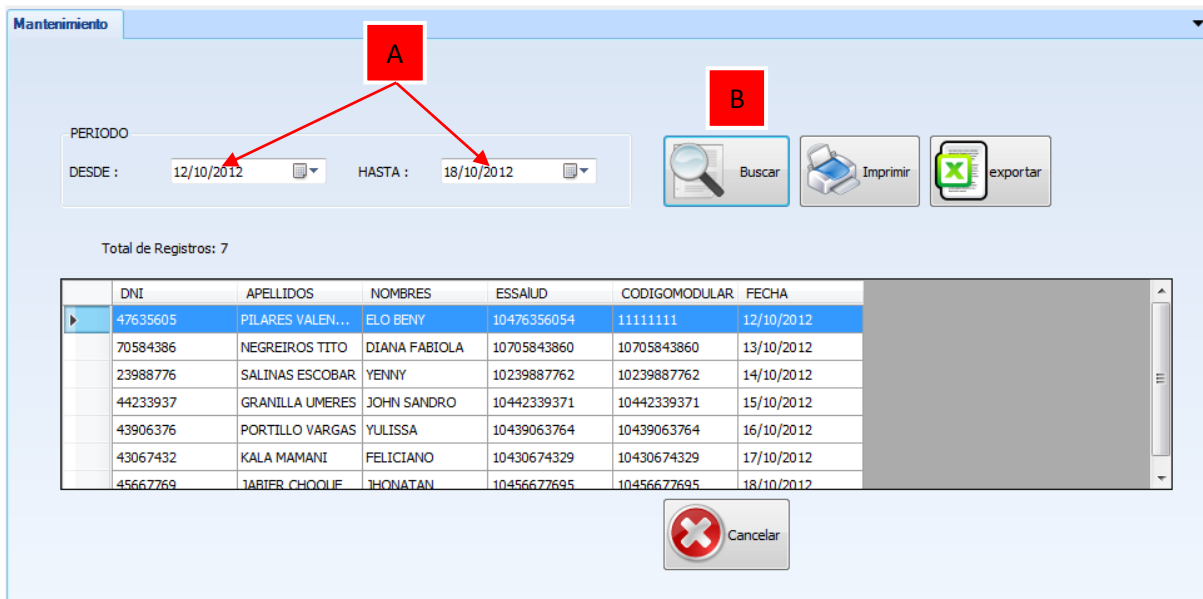 Mantenimiento
A
B
PERIODO
DESDE : 12/10/2012 HASTA : 18/10/2012
Buscar Imprimir exportar
Total de Registros: 7
DNI APELLIDOS NOMBRES ESSAlUD CODIGOMODULAR FECHA
47635605 PILARES VALEN... ELO BENY 10476356054 11111111 12/10/2012
70584386 NEGREIROS TITO DIANA FABIOLA 10705843860 10705843860 13/10/2012
23988776 SALINAS ESCOBAR YENNY 10239887762 10239887762 14/10/2012
44233937 GRANILLA UMERES JOHN SANDRO 10442339371 10442339371 15/10/2012
43906376 PORTILLO VARGAS YULISSA 10439063764 10439063764 16/10/2012
43067432 KALA MAMANI FELICIANO 10430674329 10430674329 17/10/2012
45667769 JABIER CHOQUE JHONATAN 10456677695 10456677695 18/10/2012
Cancelar